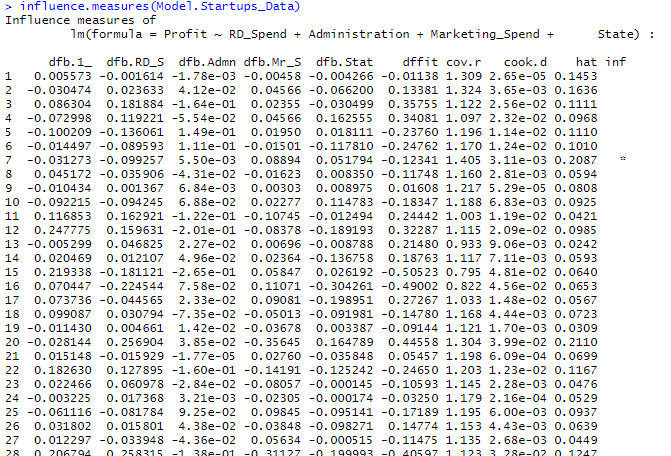 > influence.measures(Model.Startups_Data)
Influence measures of
lm(formula = Profit ~ RD_Spend + Administration + Marketing_Spend + State) :
dfb.1_ dfb.RD_S dfb.Admn dfb.Mr_S dfb.Stat dffit cov.r cook.d hat inf
1 0.005573 -0.001614 -1.78e-03 -0.00458 -0.004266 -0.01138 1.309 2.65e-05 0.1453
2 -0.030474 0.023633 4.12e-02 0.04566 -0.066200 0.13381 1.324 3.65e-03 0.1636
3 0.086304 0.181884 -1.64e-01 0.02355 -0.030499 0.35755 1.122 2.56e-02 0.1111
4 -0.072998 0.119221 -5.54e-02 0.04566 0.162555 0.34081 1.097 2.32e-02 0.0968
5 -0.100209 -0.136061 1.49e-01 0.01950 0.018111 -0.23760 1.196 1.14e-02 0.1110
6 -0.014497 -0.089593 1.11e-01 -0.01501 -0.117810 -0.24762 1.170 1.24e-02 0.1010
7 -0.031273 -0.099257 5.50e-03 0.08894 0.051794 -0.12341 1.405 3.11e-03 0.2087 *
8 0.045172 -0.035906 -4.31e-02 -0.01623 0.008350 -0.11748 1.160 2.81e-03 0.0594
9 -0.010434 0.001367 6.84e-03 0.00303 0.008975 0.01608 1.217 5.29e-05 0.0808
10 -0.092215 -0.094245 6.88e-02 0.02277 0.114783 -0.18347 1.188 6.83e-03 0.0925
11 0.116853 0.162921 -1.22e-01 -0.10745 -0.012494 0.24442 1.003 1.19e-02 0.0421
12 0.247775 0.159631 -2.01e-01 -0.08378 -0.189193 0.32287 1.115 2.09e-02 0.0985
13 -0.005299 0.046825 2.27e-02 0.00696 -0.008788 0.21480 0.933 9.06e-03 0.0242
14 0.020469 0.012107 4.96e-02 0.02364 -0.136758 0.18763 1.117 7.11e-03 0.0593
15 0.219338 -0.181121 -2.65e-01 0.05847 0.026192 -0.50523 0.795 4.81e-02 0.0640
16 0.070447 -0.224544 7.58e-02 0.11071 -0.304261 -0.49002 0.822 4.56e-02 0.0653
17 0.073736 -0.044565 2.33e-02 0.09081 -0.198951 0.27267 1.033 1.48e-02 0.0567
18 0.099087 0.030794 -7.35e-02 -0.05013 -0.091981 -0.14780 1.168 4.44e-03 0.0723
19 -0.011430 0.004661 1.42e-02 -0.03678 0.003387 -0.09144 1.121 1.70e-03 0.0309
20 -0.028144 0.256904 3.85e-02 -0.35645 0.164789 0.44558 1.304 3.99e-02 0.2110
21 0.015148 -0.015929 -1.77e-05 0.02760 -0.035848 0.05457 1.198 6.09e-04 0.0699
22 0.182630 0.127895 -1.60e-01 -0.14191 -0.125242 -0.24650 1.203 1.23e-02 0.1167
23 0.022466 0.060978 -2.84e-02 -0.08057 -0.000145 -0.10593 1.145 2.28e-03 0.0476
24 -0.003225 0.017368 3.21e-03 -0.02305 -0.000174 -0.03250 1.179 2.16e-04 0.0529
25 -0.061116 -0.081784 9.25e-02 0.09845 -0.095141 -0.17189 1.195 6.00e-03 0.0937
26 0.031802 0.015801 4.38e-02 -0.03848 -0.098271 0.14774 1.153 4.43e-03 0.0639
27 0.012297 -0.033948 -4.36e-02 0.05634 -0.000515 -0.11475 1.135 2.68e-03 0.0449
28 0.206794 0.258315 -1.38e-01 -0.31127 -0.199993 -0.40597 1.123 3.28e-02 0.1247